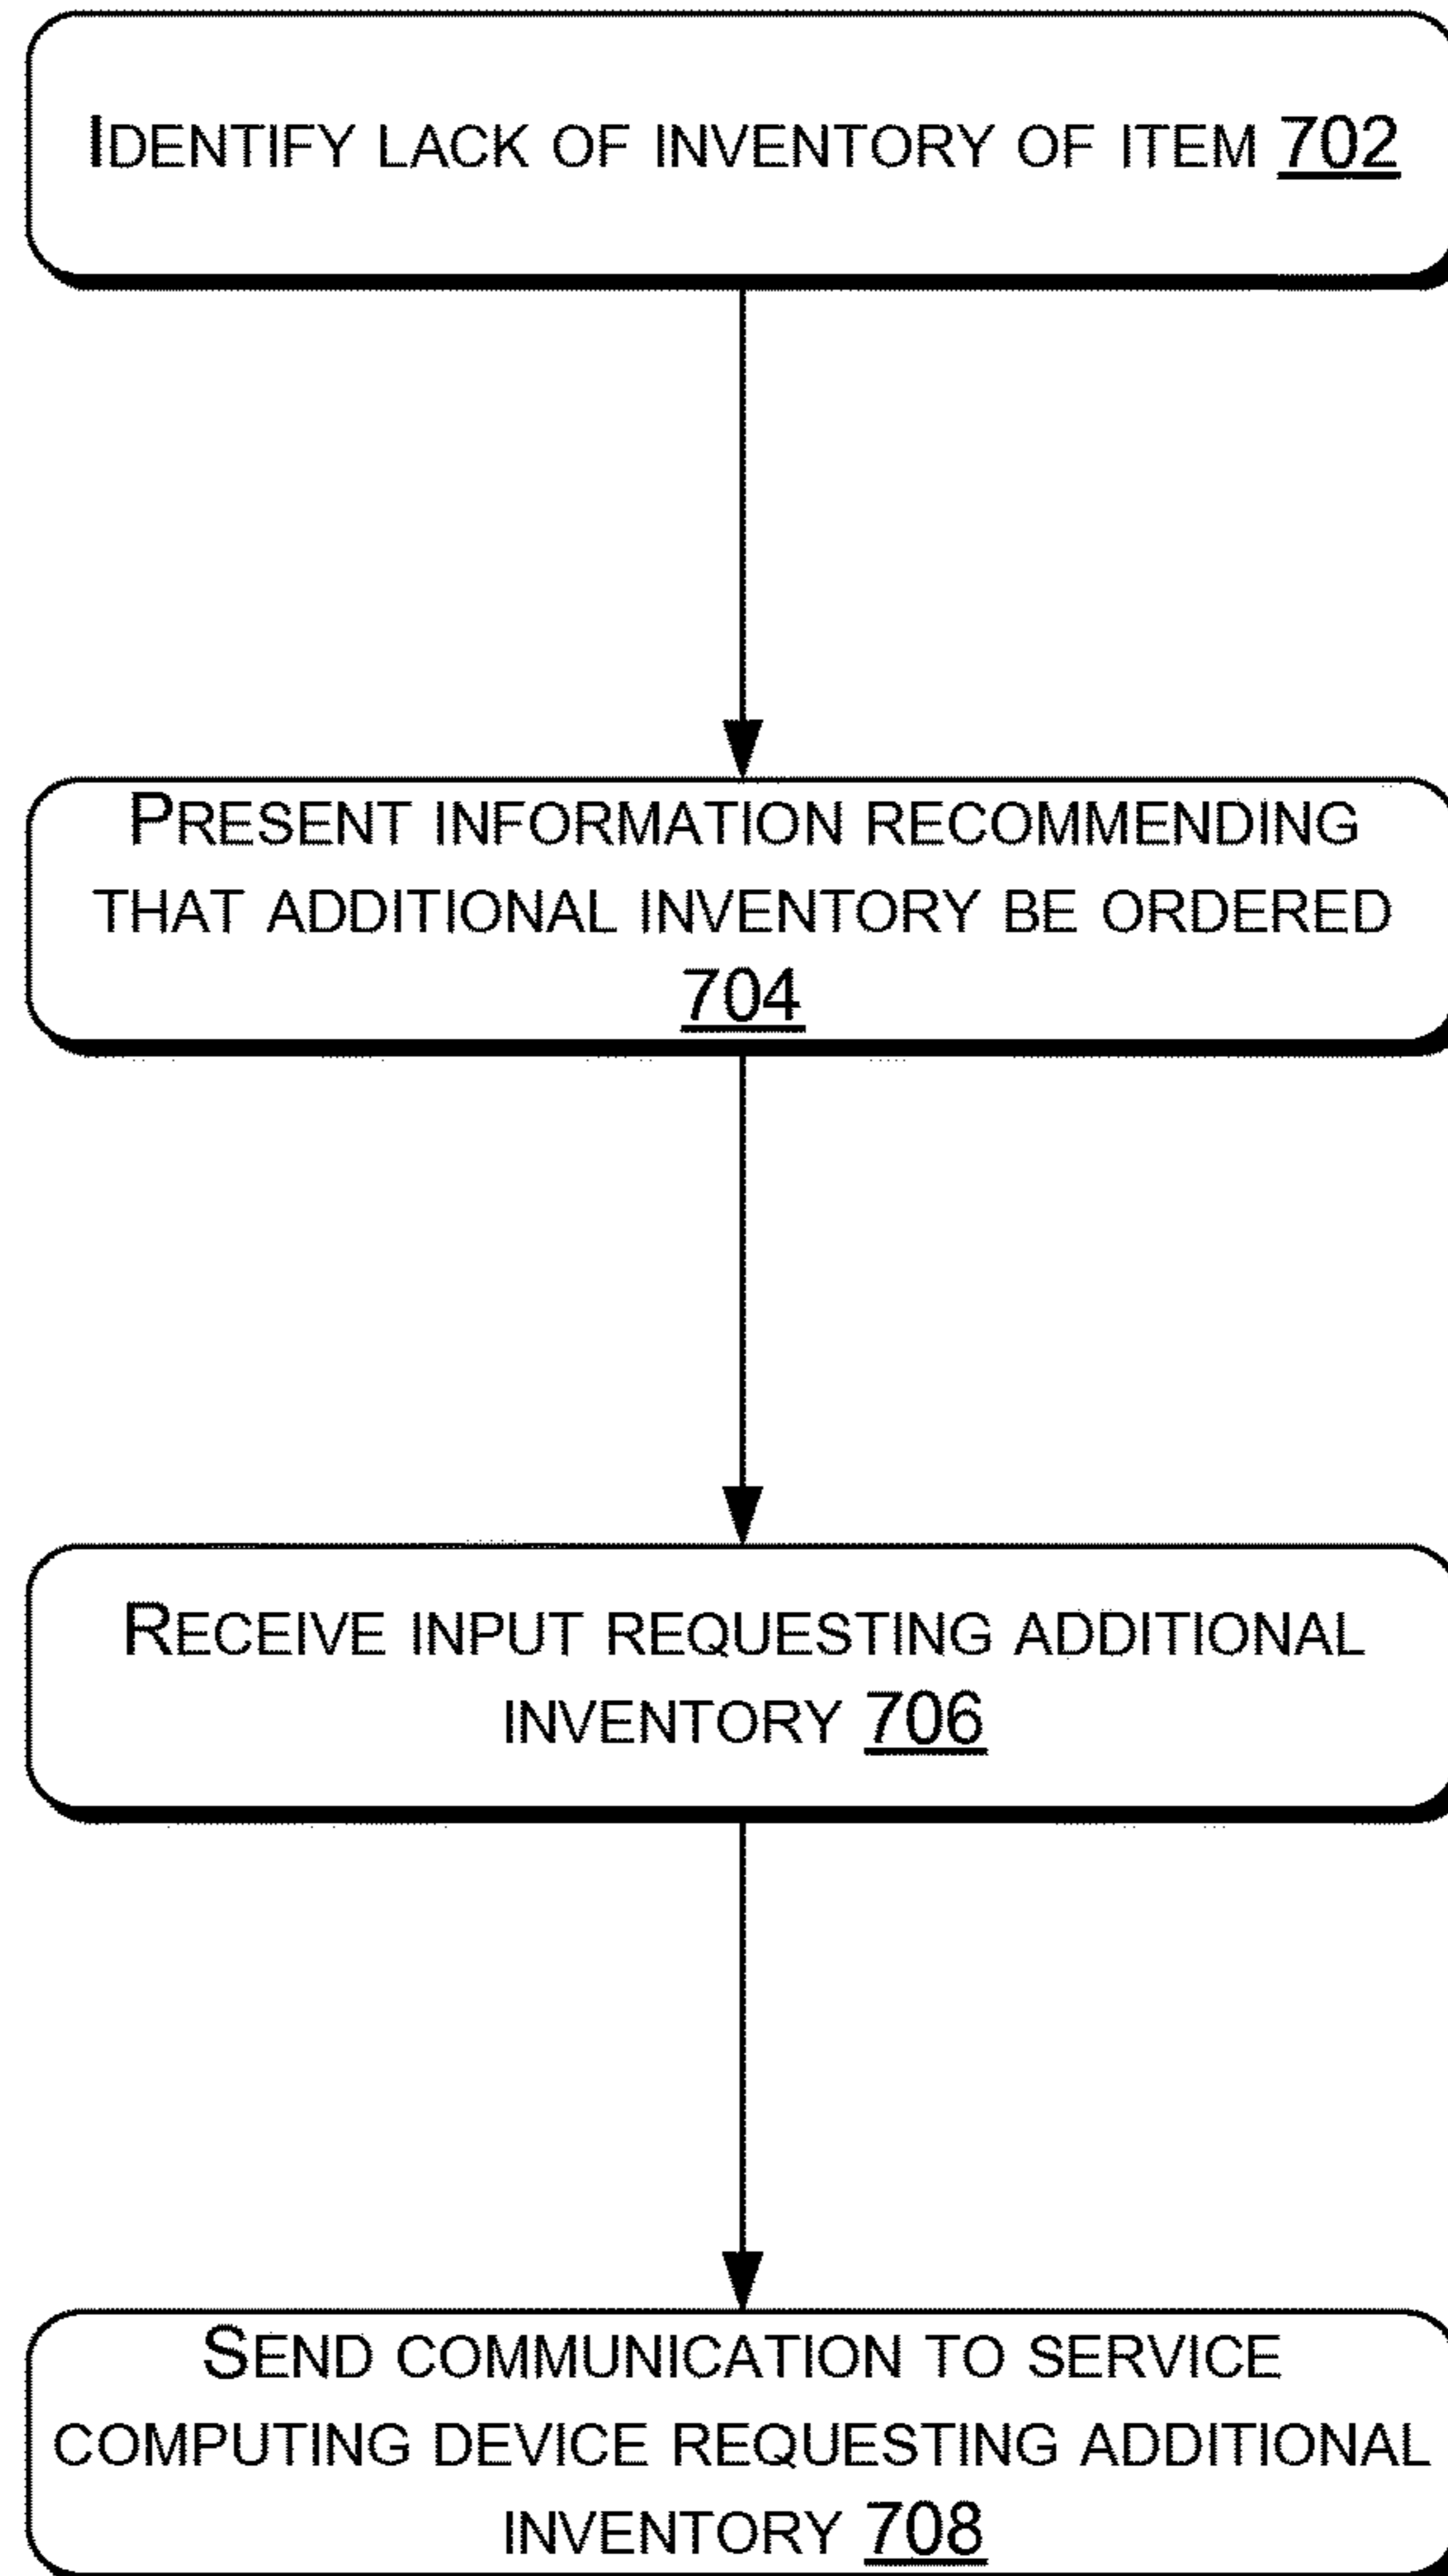 IDENTIFY LACK OF INVENTORY OF ITEM 702
PRESENT INFORMATION RECOMMENDING
THAT ADDITIONAL INVENTORY BE ORDERED
704
RECEIVE INPUT REQUESTING ADDITIONAL
INVENTORY 706
SEND COMMUNICATION TO SERVICE
COMPUTING DEVICE REQUESTING ADDITIONAL
INVENTORY 708